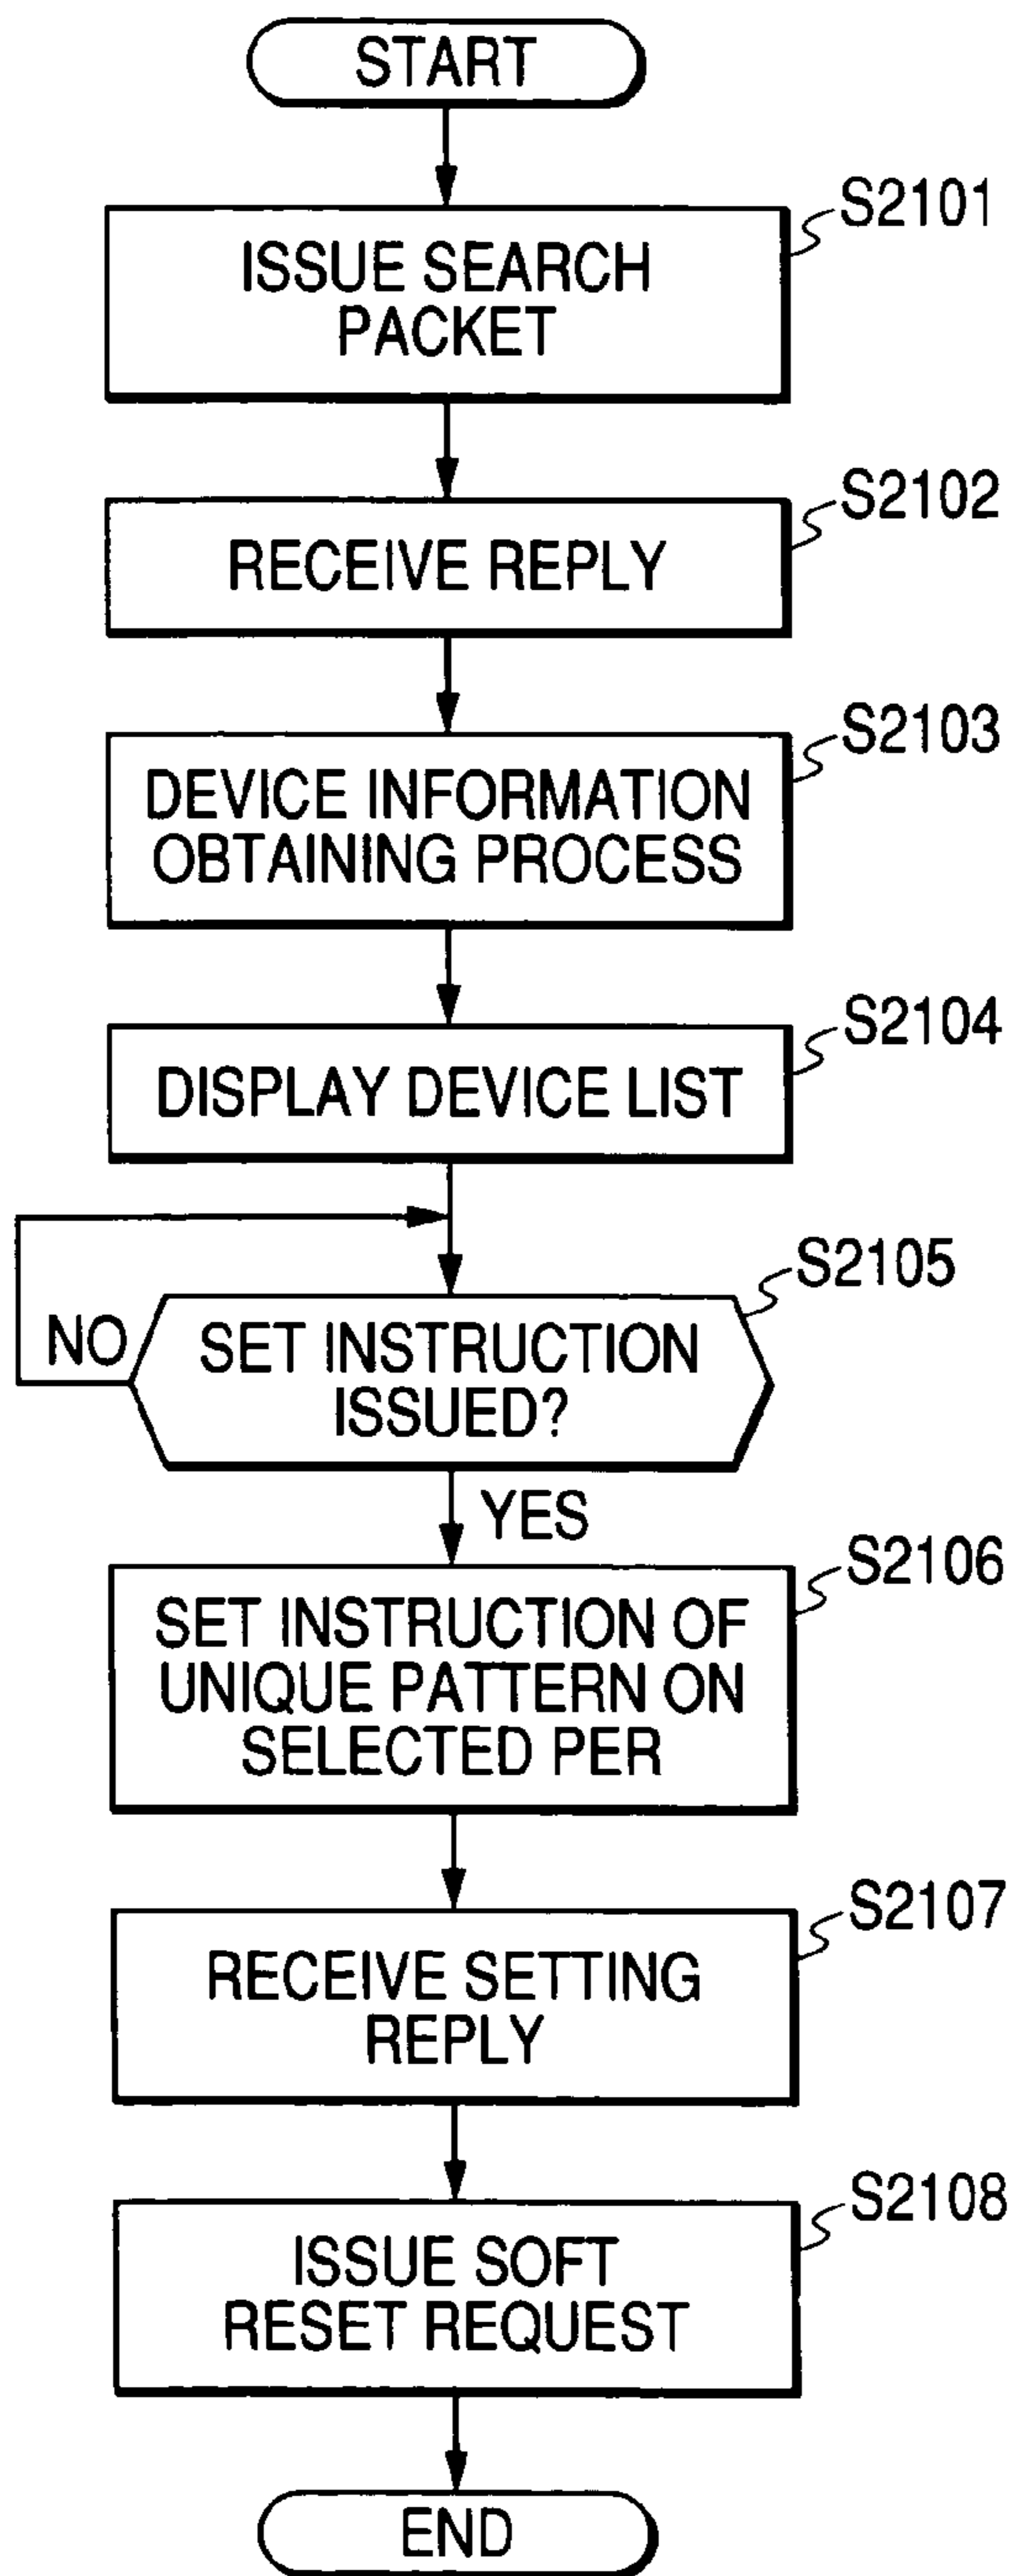 START
S2101
ISSUE SEARCH
PACKET
S2102
RECEIVE REPLY
S2103
DEVICE INFORMATION
OBTAINING PROCESS
S2104
DISPLAY DEVICE LIST
S2105
NO
SET INSTRUCTION
ISSUED?
YES
S2106
SET INSTRUCTION OF
UNIQUE PATTERN ON
SELECTED PER
S2107
RECEIVE SETTING
REPLY
S2108
ISSUE SOFT
RESET REQUEST
END